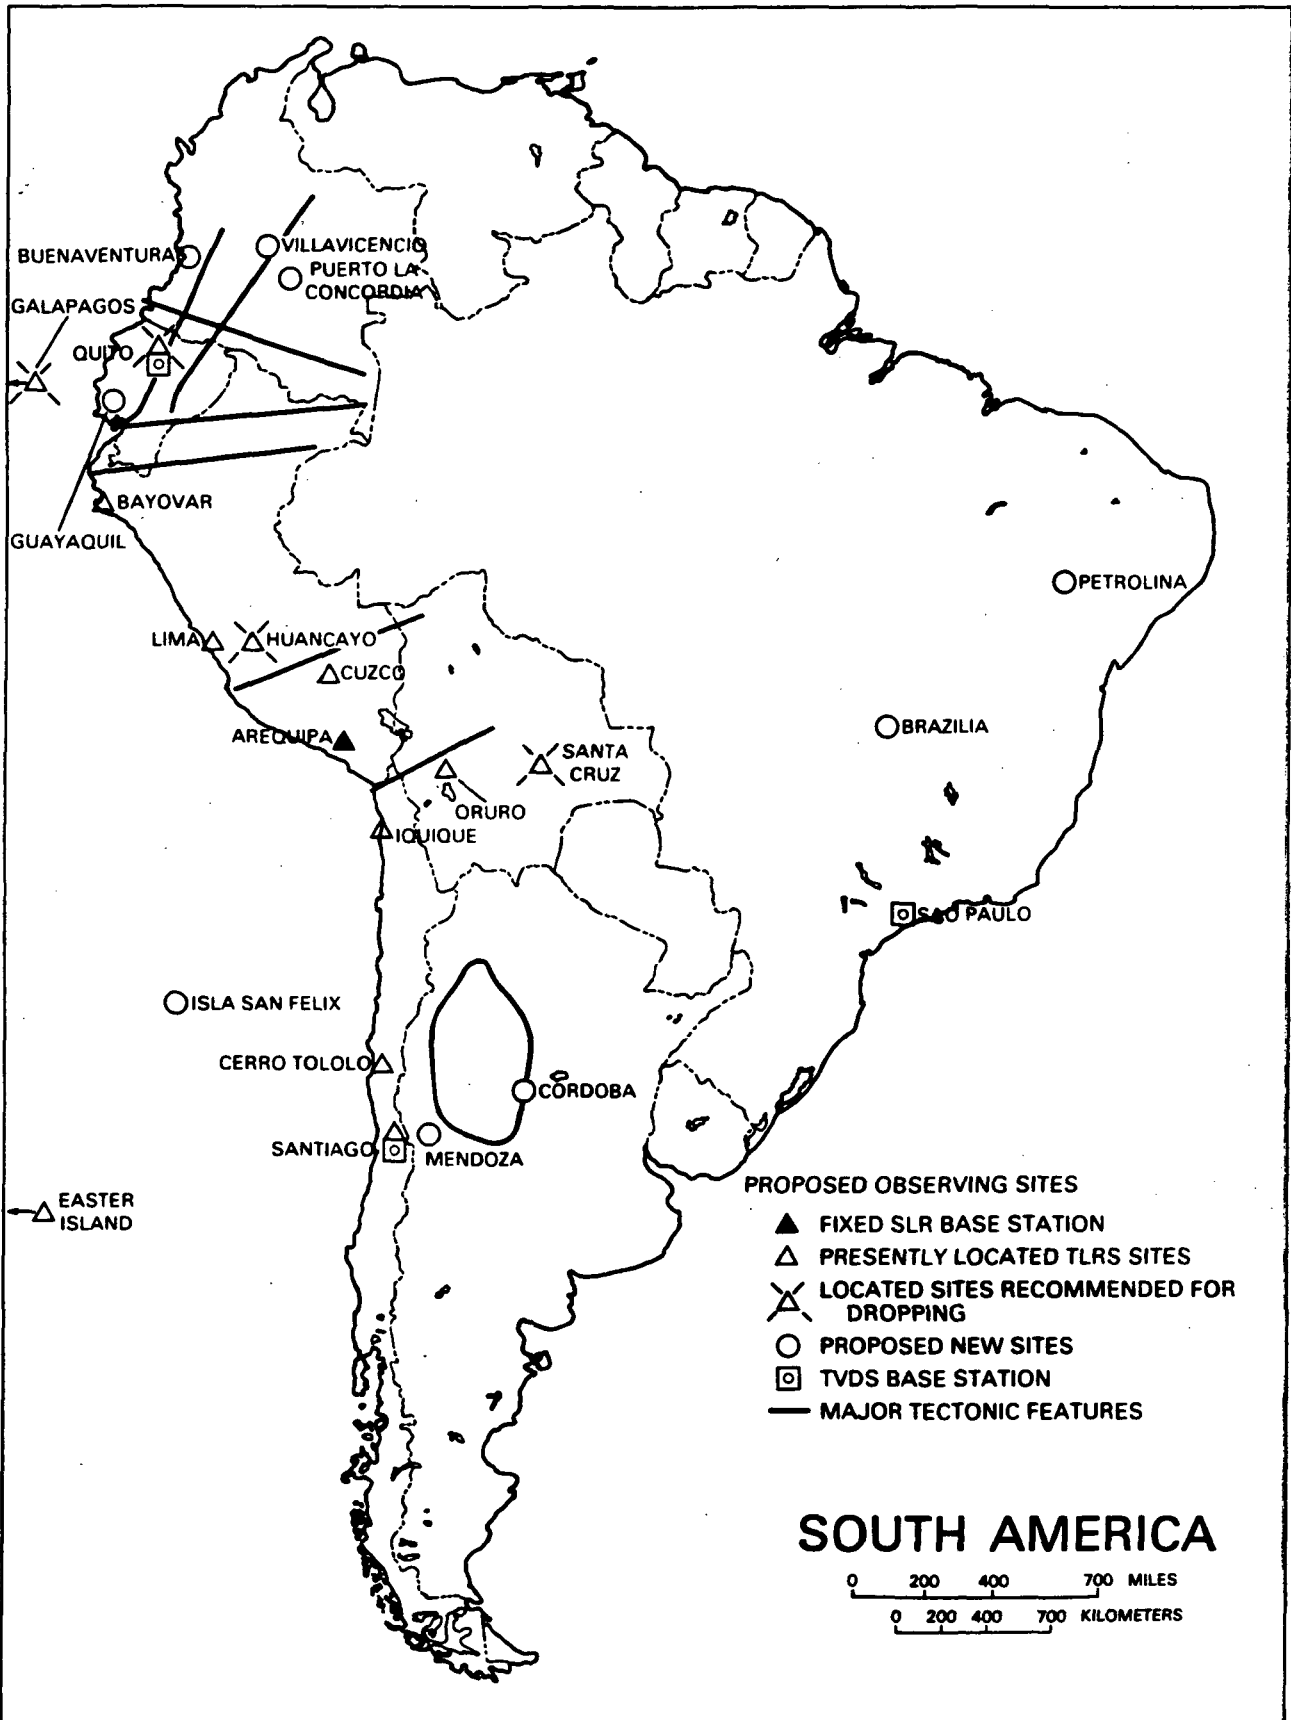 BUENAVENTURA
VILLAVICENCIO
PUERTO LA
CONCORDIA
GALAPAGOS
QUITO
BAYOVAR
GUAYAQUIL
PETROLINA
LIMA
HUANCAYO
CUZCO
BRAZILIA
AREQUIPA
SANTA
CRUZ
ORURO
IQUIQUE
SAO PAULO
ISLA SAN FELIX
CERRO TOLOLO
CORDOBA
SANTIAGO
MENDOZA
EASTER
ISLAND
PROPOSED OBSERVING SITES
FIXED SLR BASE STATION
PRESENTLY LOCATED TLRS SITES
LOCATED SITES RECOMMENDED FOR
DROPPING
PROPOSED NEW SITES
TVDS BASE STATION
MAJOR TECTONIC FEATURES
SOUTH AMERICA
0 200 400 700 MILES
0 200 400 700 KILOMETERS